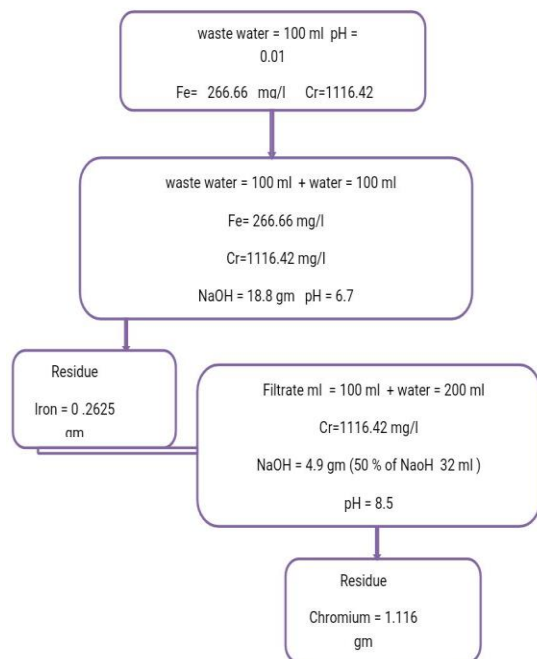 waste water = 100 ml pH =
0.01
Fe= 266.66 mg/l Cr=1116.42
waste water = 100 ml + water = 100 ml
Fe= 266.66 mg/l
Cr=1116.42 mg/l
NaOH = 18.8 gm pH = 6.7
Residue
Iron = 0 .2625
gm
Filtrate ml = 100 ml + water = 200 ml
Cr=1116.42 mg/l
NaOH = 4.9 gm (50 % of NaoH 32 ml )
pH = 8.5
Residue
Chromium = 1.116
gm